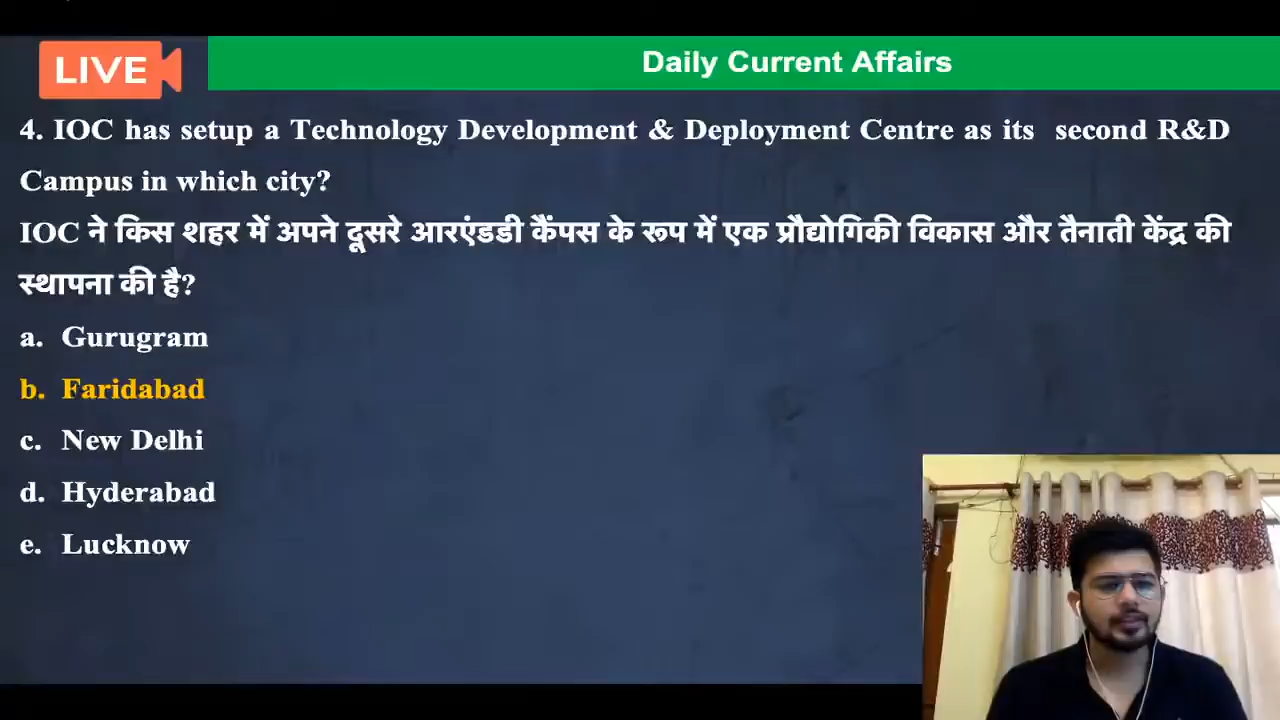 LIVE
Daily Current Affairs
4. IOC has setup a Technology Development & Deployment Centre as its second R&D
Campus in which city?
IOC ने किस शहर में अपने दूसरे आरएंडडी कैंपस के रूप में एक प्रौद्योगिकी विकास और तैनाती केंद्र की
स्थापना की है?
a. Gurugram
b. Faridabad
c. New Delhi
d. Hyderabad
e. Lucknow